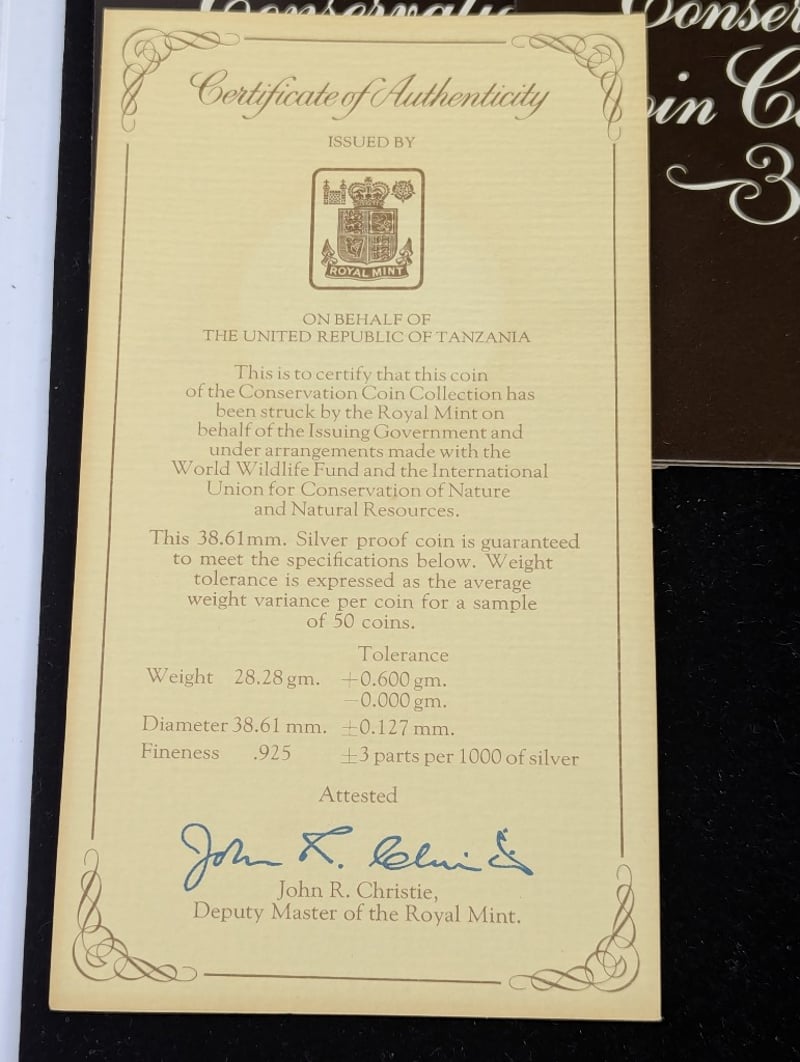 Conservation
Conser
oin C
3
Certificate of Authenticity
ISSUED BY
ROYAL MINT
ON BEHALF OF
THE UNITED REPUBLIC OF TANZANIA
This is to certify that this coin
of the Conservation Coin Collection has
been struck by the Royal Mint on
behalf of the Issuing Government and
under arrangements made with the
World Wildlife Fund and the International
Union for Conservation of Nature
and Natural Resources.
This 38.61mm. Silver proof coin is guaranteed
to meet the specifications below. Weight
tolerance is expressed as the average
weight variance per coin for a sample
of 50 coins.
Tolerance
Weight 28.28 gm. +0.600 gm.
-0.000 gm.
Diameter 38.61 mm. ±0.127 mm.
Fineness .925 ±3 parts per 1000 of silver
Attested
John R. Christie
John R. Christie,
Deputy Master of the Royal Mint.